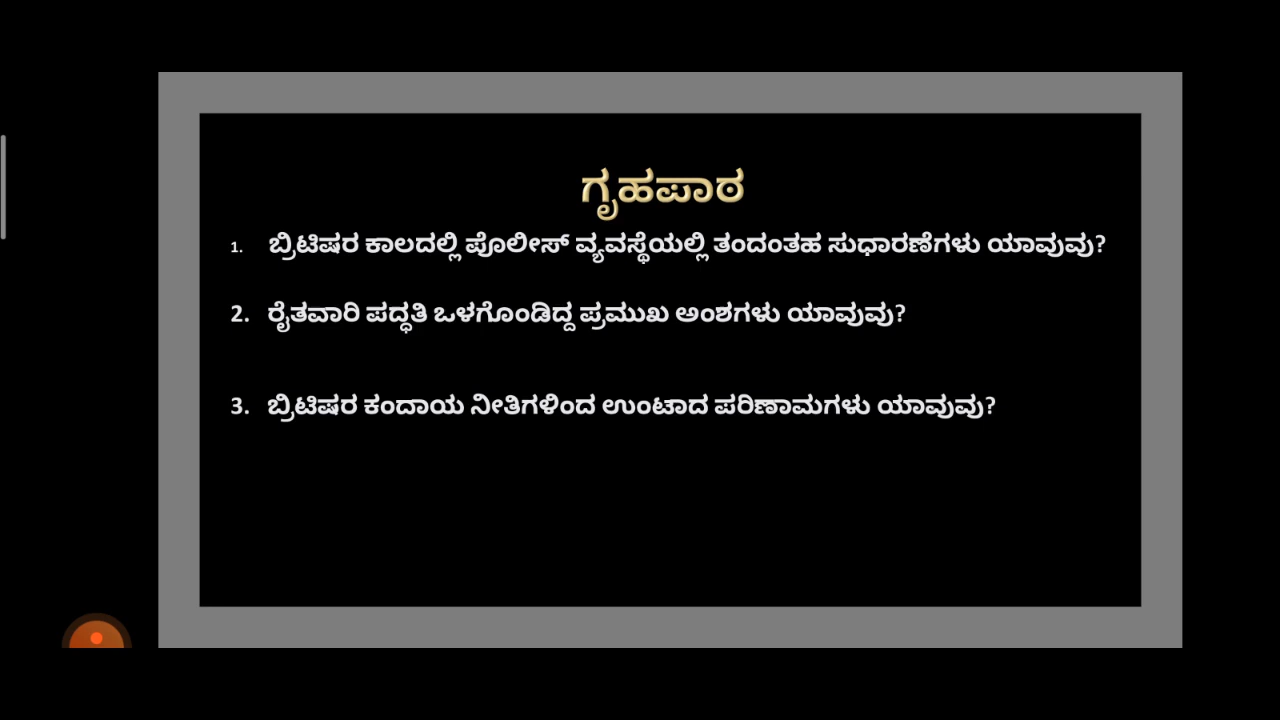 ಗೃಹಪಾಠ
1. ಬ್ರಿಟಿಷರ ಕಾಲದಲ್ಲಿ ಪೊಲೀಸ್ ವ್ಯವಸ್ಥೆಯಲ್ಲಿ ತಂದಂತಹ ಸುಧಾರಣೆಗಳು ಯಾವುವು?
2. ರೈತವಾರಿ ಪದ್ಧತಿ ಒಳಗೊಂಡಿದ್ದ ಪ್ರಮುಖ ಅಂಶಗಳು ಯಾವುವು?
3. ಬ್ರಿಟಿಷರ ಕಂದಾಯ ನೀತಿಗಳಿಂದ ಉಂಟಾದ ಪರಿಣಾಮಗಳು ಯಾವುವು?